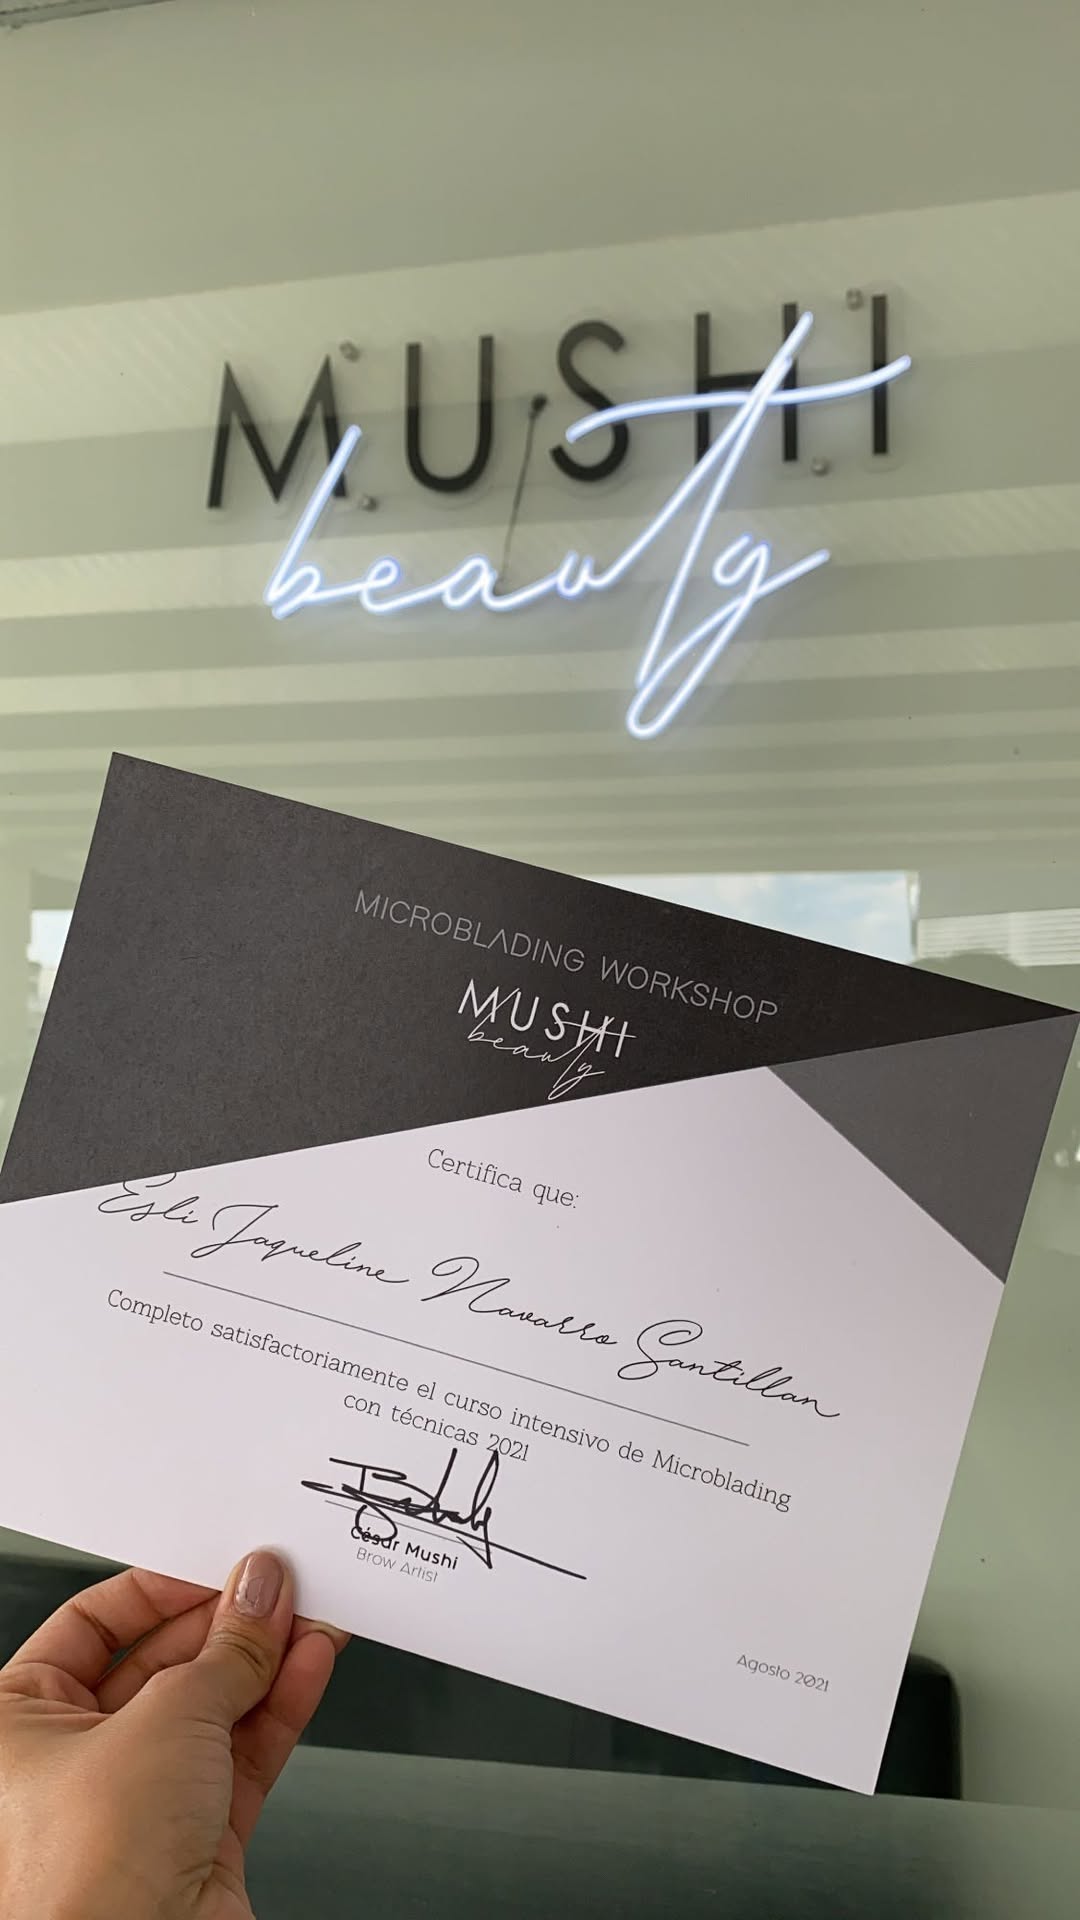 MUSHI
beauty
MICROBLADING WORKSHOP
MUSHI
beauty
Certifica que:
Esli Jaqueline Navarro Santillan
Completo satisfactoriamente el curso intensivo de Microblading
con técnicas 2021
César Mushi
Brow Artist
Agosto 2021